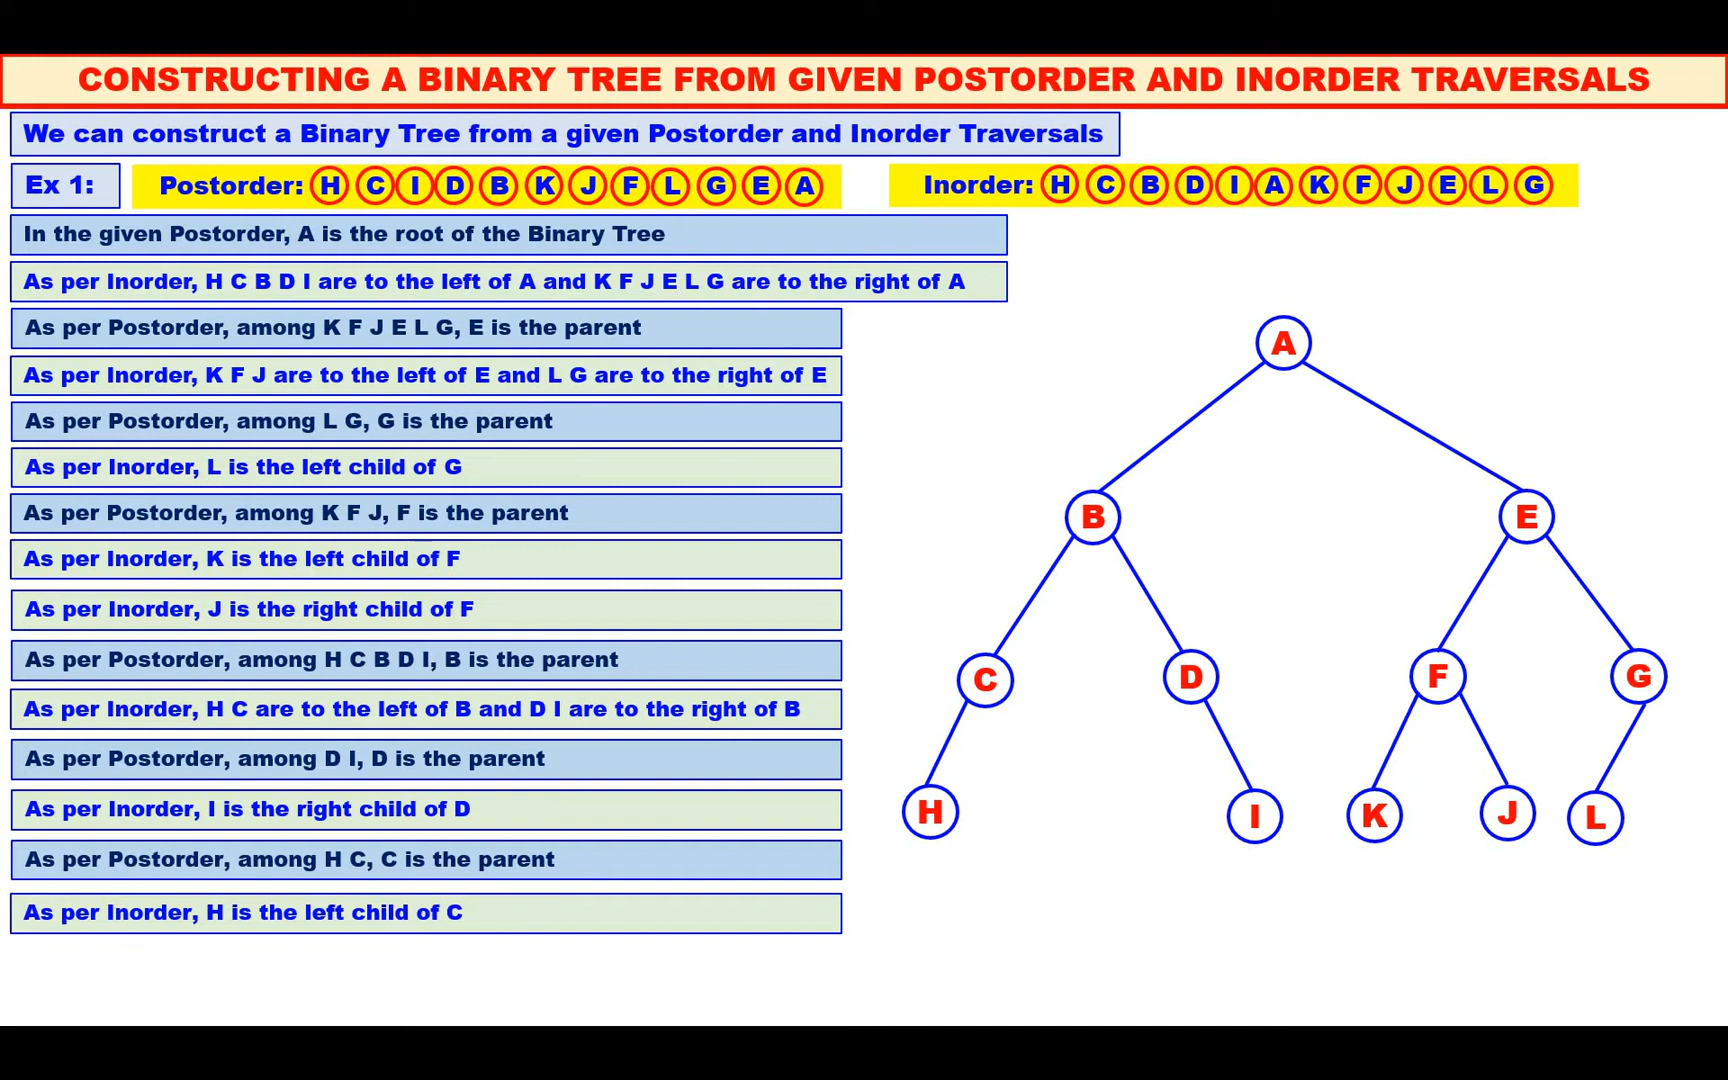 CONSTRUCTING A BINARY TREE FROM GIVEN POSTORDER AND INORDER TRAVERSALS
We can construct a Binary Tree from a given Postorder and Inorder Traversals
Ex 1: Postorder: H C I D B K J F L G E A Inorder: H C B D I A K F J E L G
In the given Postorder, A is the root of the Binary Tree
As per Inorder, H C B D I are to the left of A and K F J E L G are to the right of A
As per Postorder, among K F J E L G, E is the parent
As per Inorder, K F J are to the left of E and L G are to the right of E
As per Postorder, among L G, G is the parent
As per Inorder, L is the left child of G
As per Postorder, among K F J, F is the parent
As per Inorder, K is the left child of F
As per Inorder, J is the right child of F
As per Postorder, among H C B D I, B is the parent
As per Inorder, H C are to the left of B and D I are to the right of B
As per Postorder, among D I, D is the parent
As per Inorder, I is the right child of D
As per Postorder, among H C, C is the parent
As per Inorder, H is the left child of C
A
B E
C D F G
H I K J L